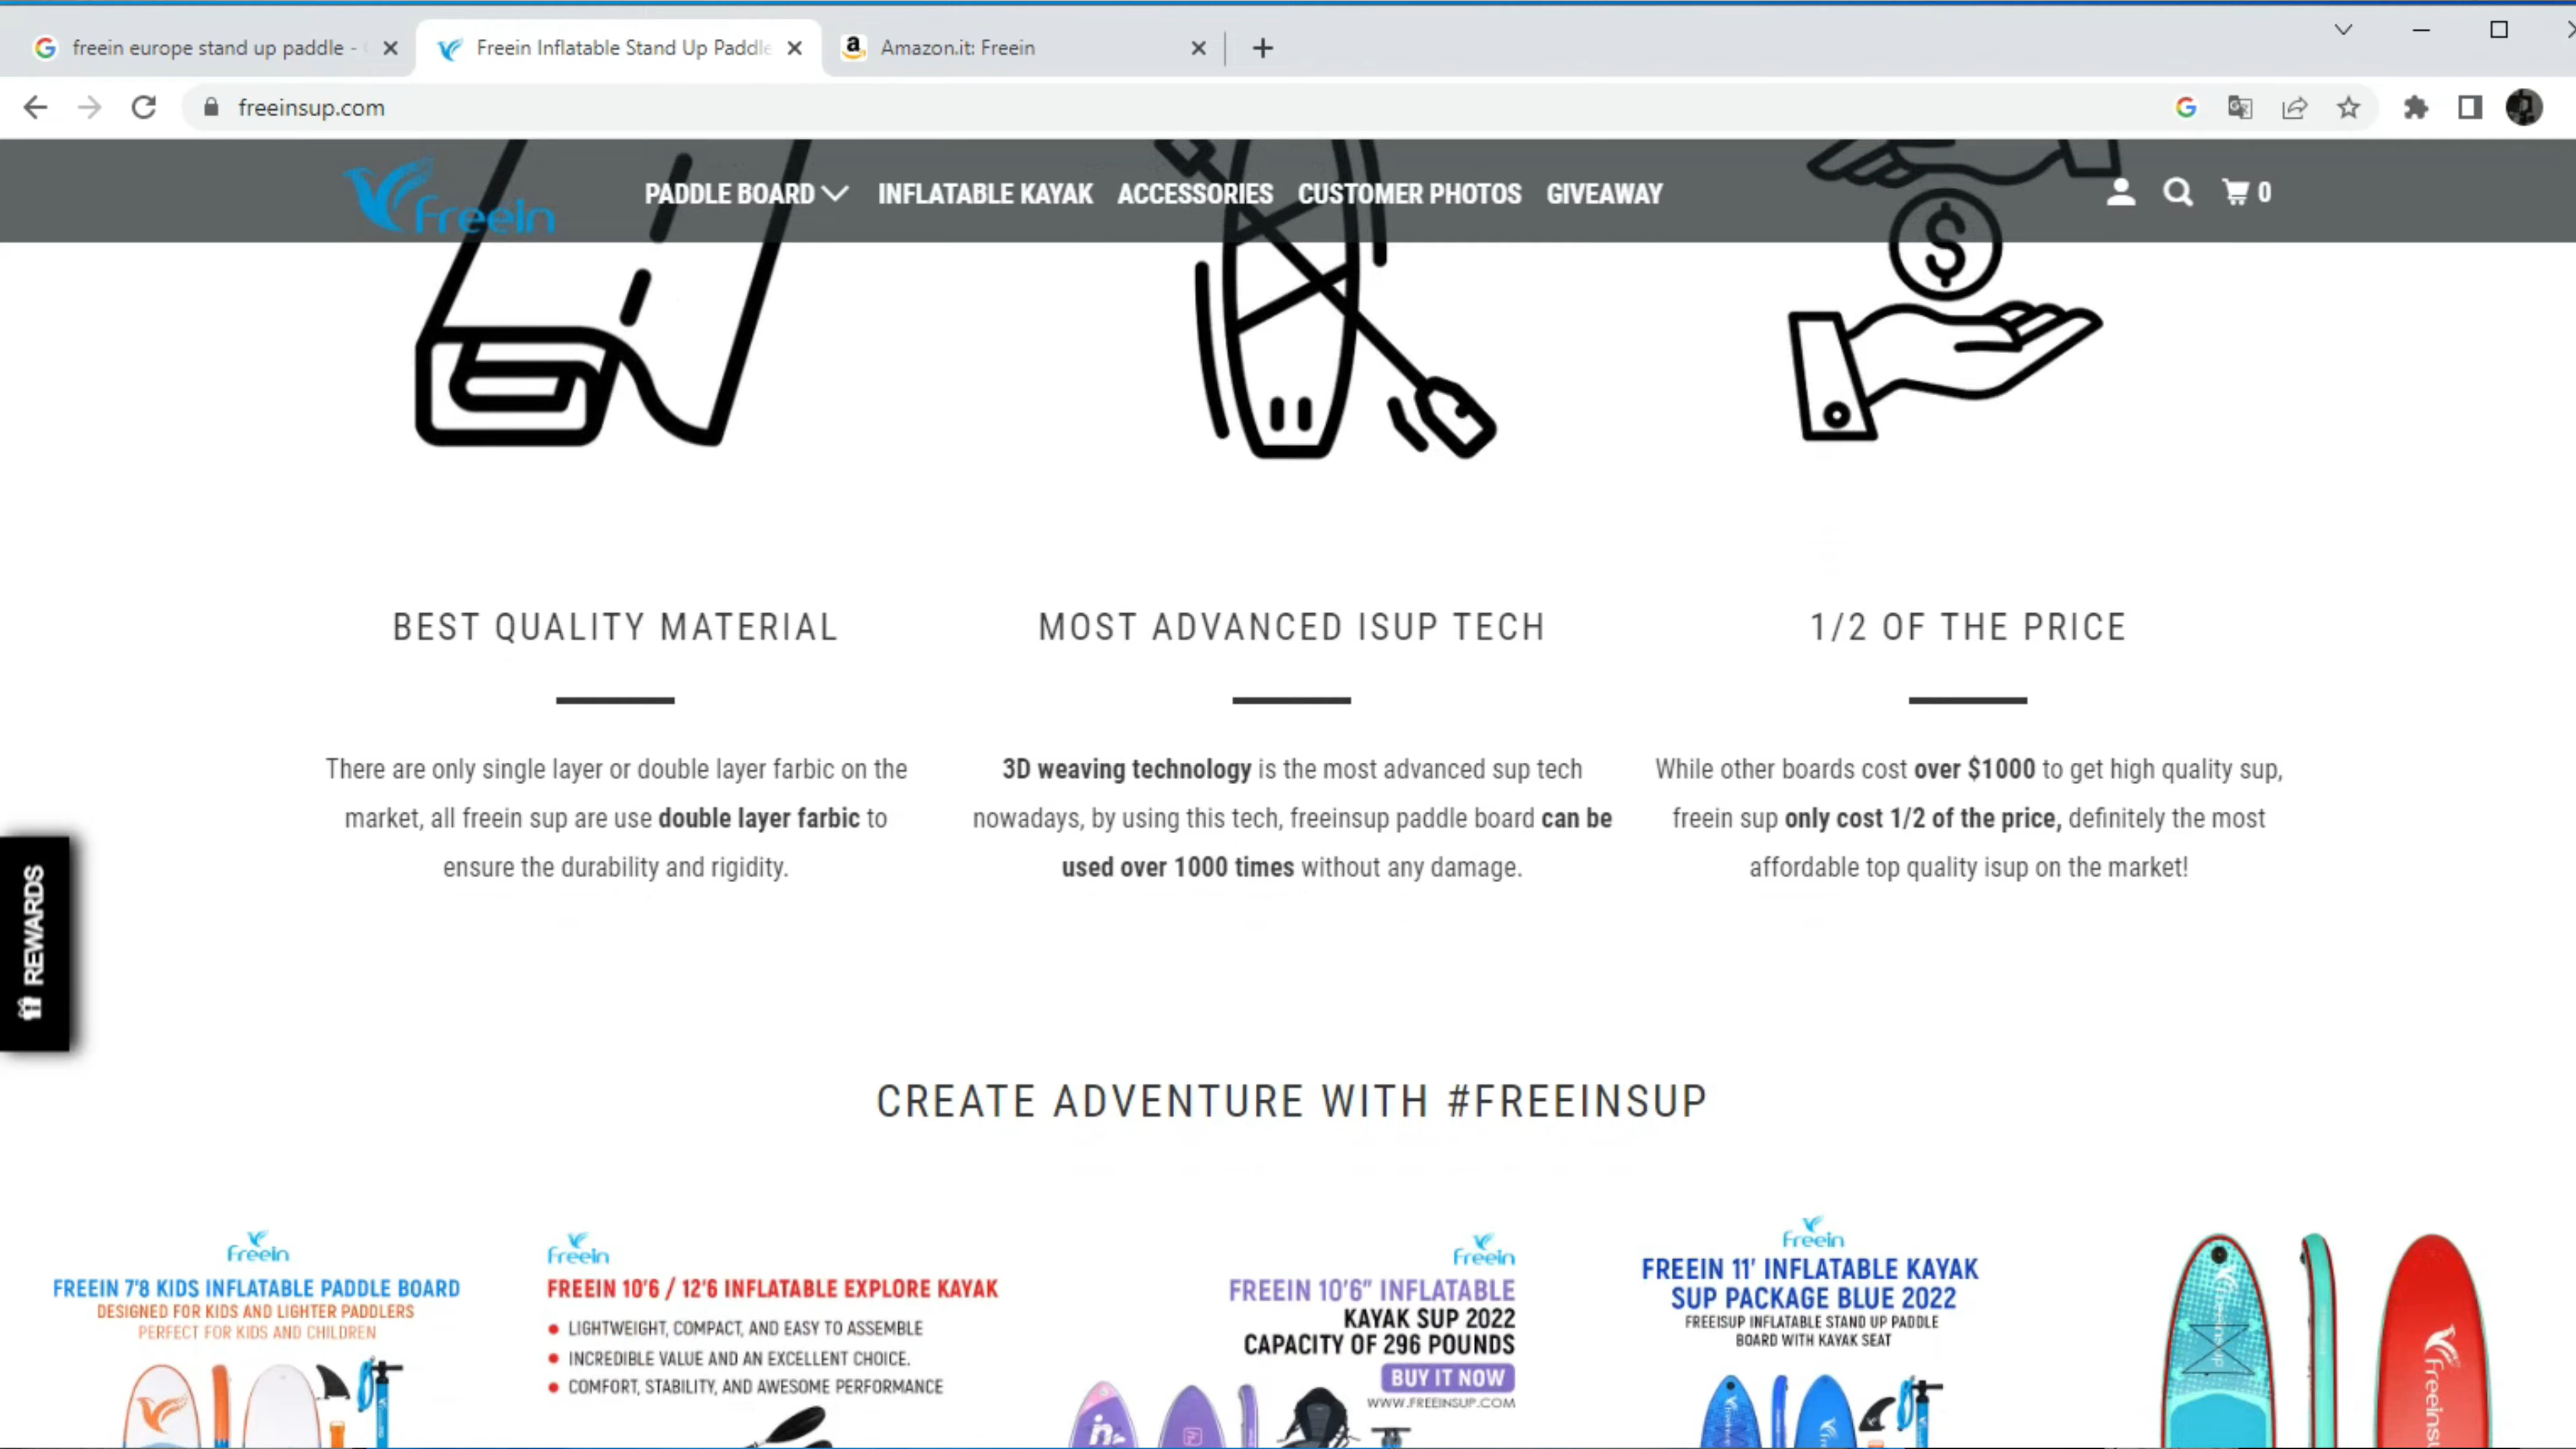 freein europe stand up paddle -
Freein Inflatable Stand Up Paddle
Amazon.it: Freein
freeinsup.com
Freein
PADDLE BOARD
INFLATABLE KAYAK
ACCESSORIES
CUSTOMER PHOTOS
GIVEAWAY
0
BEST QUALITY MATERIAL
There are only single layer or double layer farbic on the
market, all freein sup are use double layer farbic to
ensure the durability and rigidity.
MOST ADVANCED ISUP TECH
3D weaving technology is the most advanced sup tech
nowadays, by using this tech, freeinsup paddle board can be
used over 1000 times without any damage.
1/2 OF THE PRICE
While other boards cost over $1000 to get high quality sup,
freein sup only cost 1/2 of the price, definitely the most
affordable top quality isup on the market!
REWARDS
CREATE ADVENTURE WITH #FREEINSUP
Freein
FREEIN 7'8 KIDS INFLATABLE PADDLE BOARD
DESIGNED FOR KIDS AND LIGHTER PADDLERS
PERFECT FOR KIDS AND CHILDREN
Freein
FREEIN 10'6 / 12'6 INFLATABLE EXPLORE KAYAK
LIGHTWEIGHT, COMPACT, AND EASY TO ASSEMBLE
INCREDIBLE VALUE AND AN EXCELLENT CHOICE.
COMFORT, STABILITY, AND AWESOME PERFORMANCE
Freein
FREEIN 10'6" INFLATABLE
KAYAK SUP 2022
CAPACITY OF 296 POUNDS
BUY IT NOW
WWW.FREEINSUP.COM
Freein
FREEIN 11' INFLATABLE KAYAK
SUP PACKAGE BLUE 2022
FREEISUP INFLATABLE STAND UP PADDLE
BOARD WITH KAYAK SEAT
Freeinsup
Freeinsu